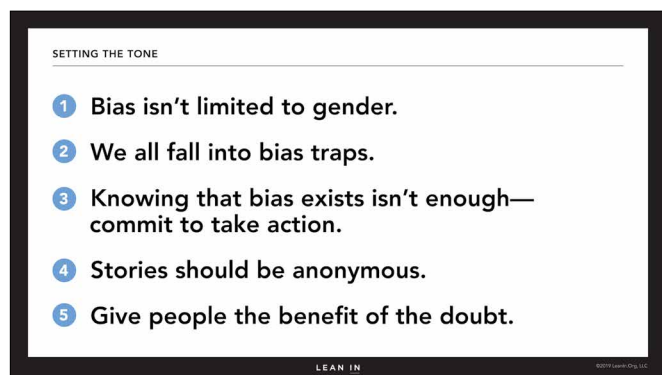 SETTING THE TONE
1 Bias isn't limited to gender.
2 We all fall into bias traps.
3 Knowing that bias exists isn't enough—
commit to take action.
4 Stories should be anonymous.
5 Give people the benefit of the doubt.
LEAN IN
©2019 LeanIn.Org, LLC